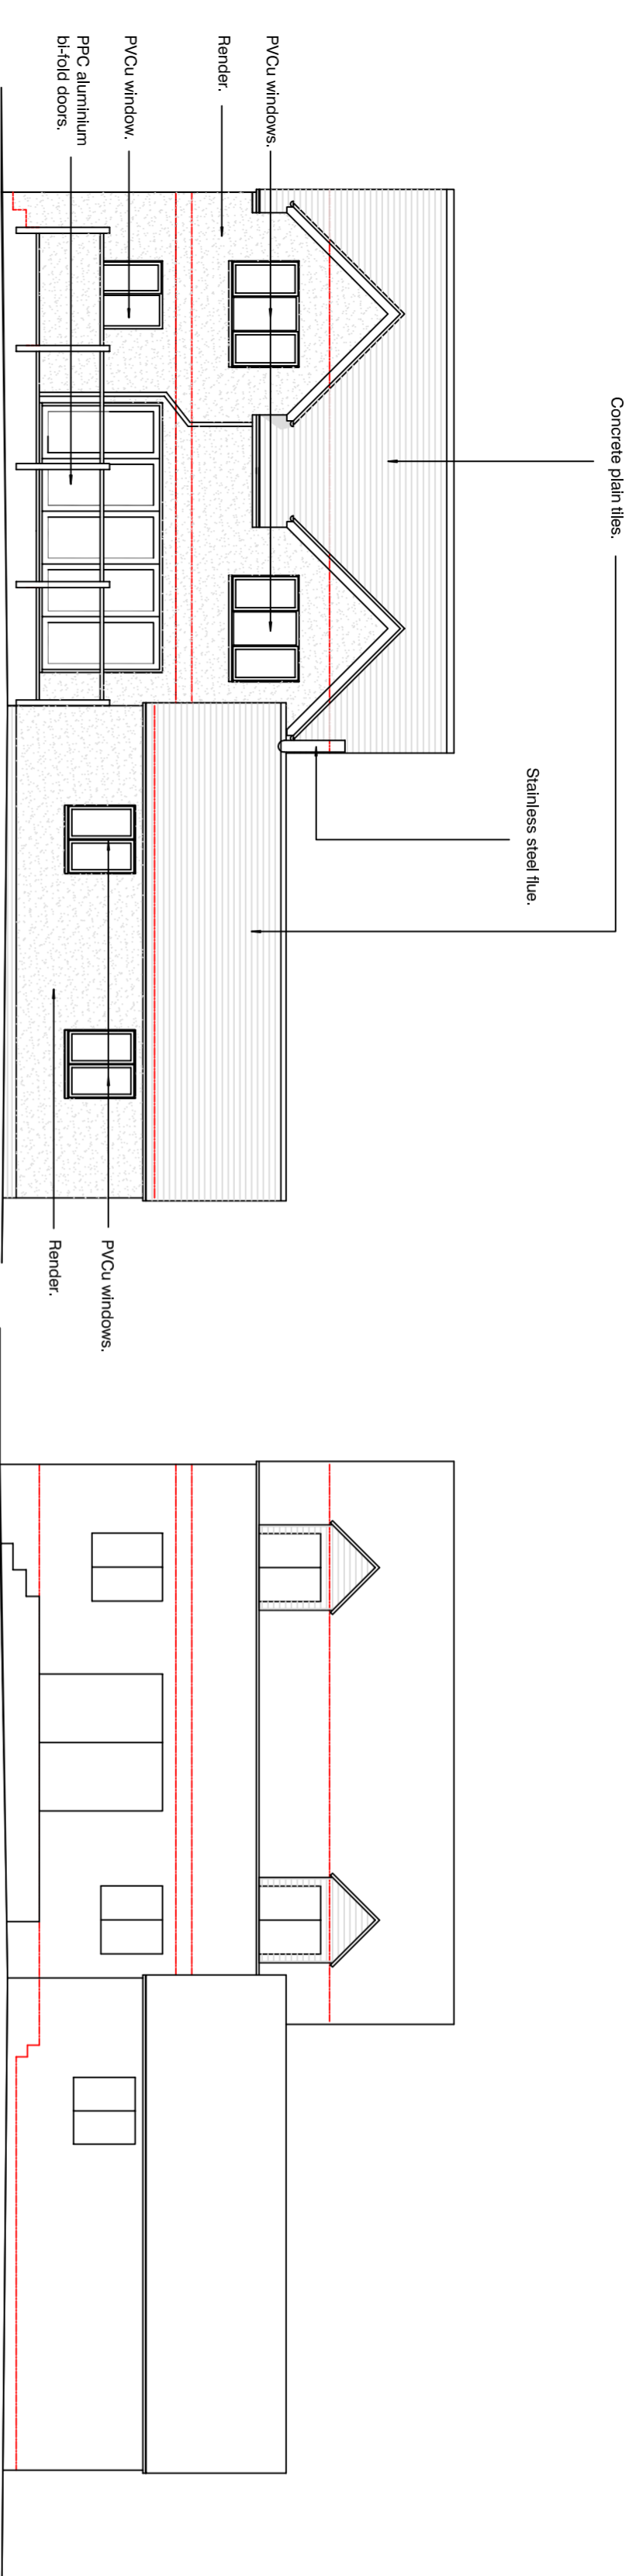 Concrete plain tiles.
Stainless steel flue.
PVCu windows.
Render.
PVCu window.
PPC aluminium
bi-fold doors.
PVCu windows.
Render.